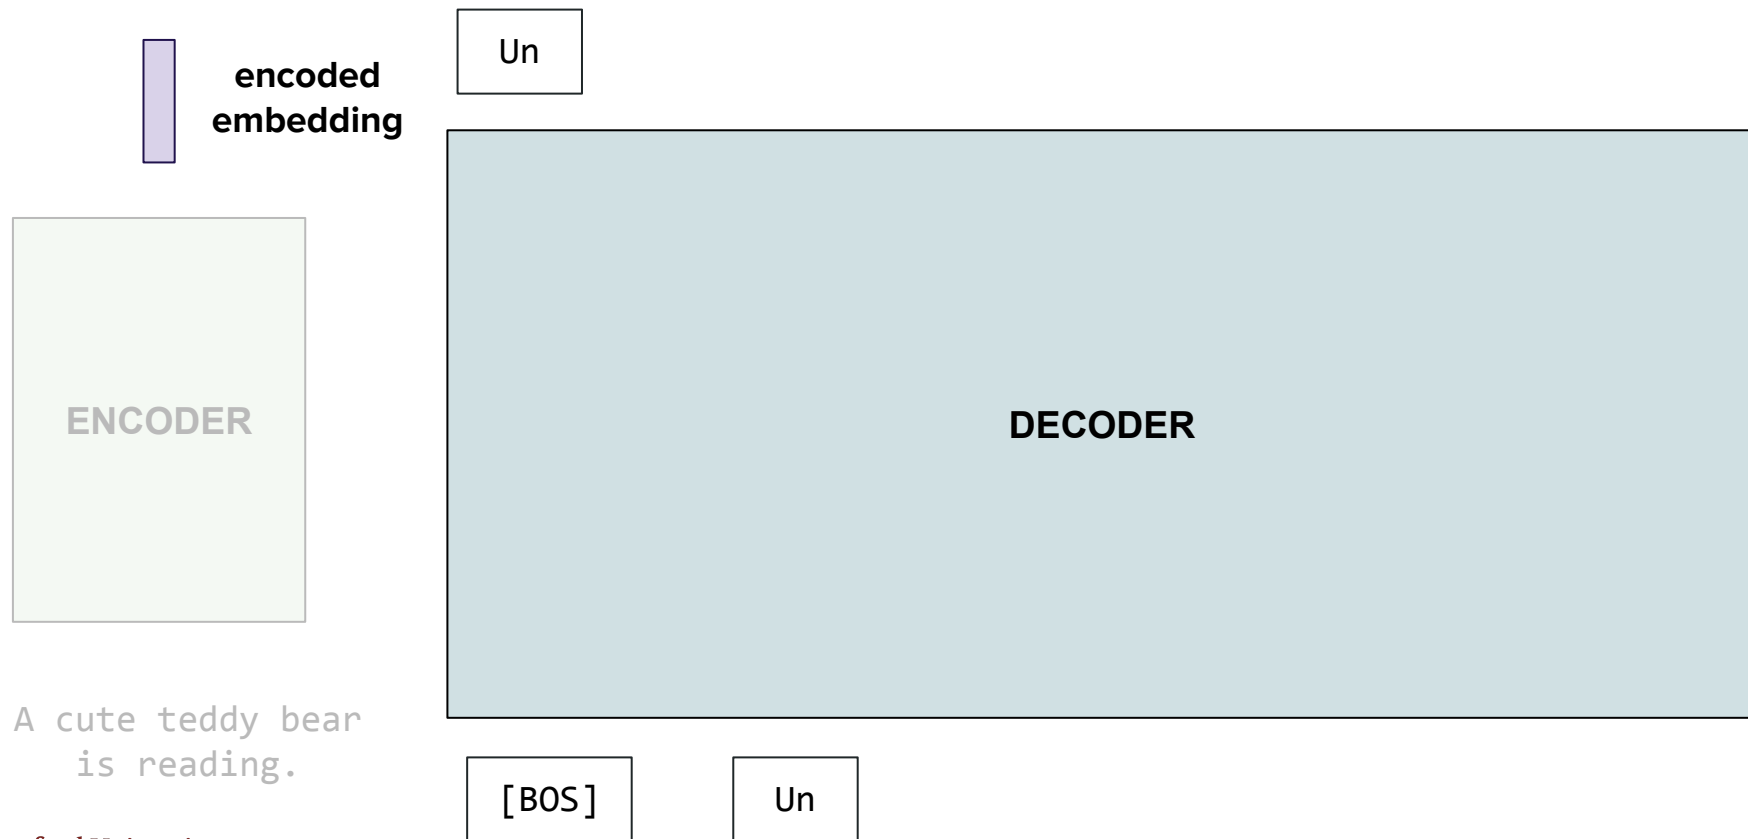 Un
encoded
embedding
ENCODER
DECODER
A cute teddy bear
is reading.
[BOS]
Un